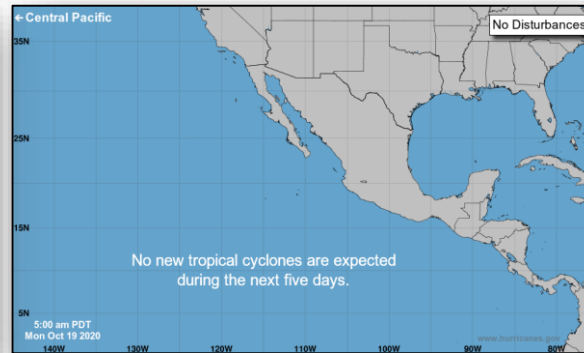 ← Central Pacific
No Disturbances
35N
25N
15N
5N
No new tropical cyclones are expected
during the next five days.
5:00 am PDT
Mon Oct 19 2020
www.hurricanes.gov
140W
130W
120W
110W
100W
90W
80W